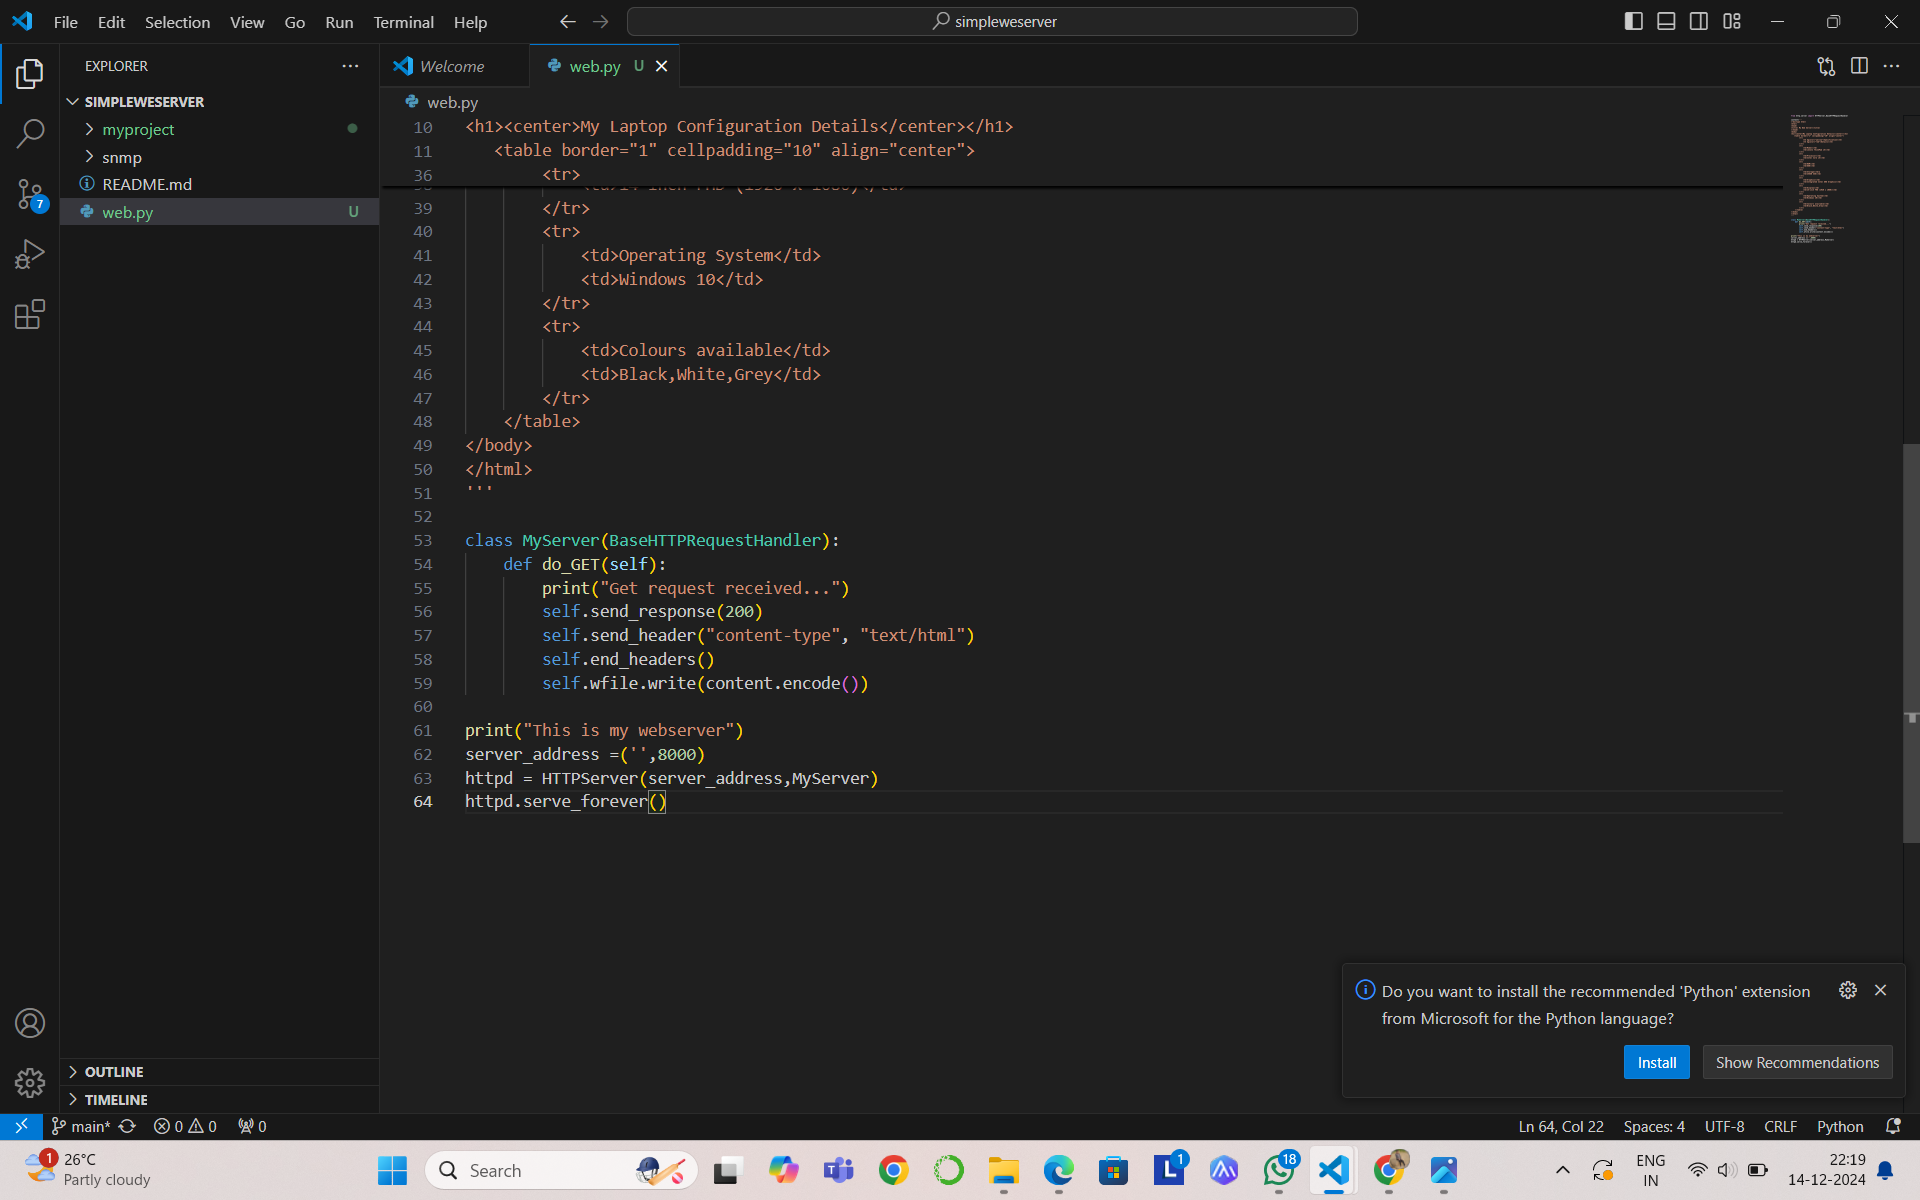 File Edit Selection View Go Run Terminal Help
simpleweserver
EXPLORER
SIMPLEWESERVER
myproject
snmp
README.md
web.py U
7
OUTLINE
TIMELINE
Welcome
web.py U
web.py
10 <h1><center>My Laptop Configuration Details</center></h1>
11 <table border="1" cellpadding="10" align="center">
36 <tr>
39 </tr>
40 <tr>
41 <td>Operating System</td>
42 <td>Windows 10</td>
43 </tr>
44 <tr>
45 <td>Colours available</td>
46 <td>Black,White,Grey</td>
47 </tr>
48 </table>
49 </body>
50 </html>
51 '''
52
53 class MyServer(BaseHTTPRequestHandler):
54 def do_GET(self):
55 print("Get request received...")
56 self.send_response(200)
57 self.send_header("content-type", "text/html")
58 self.end_headers()
59 self.wfile.write(content.encode())
60
61 print("This is my webserver")
62 server_address =('',8000)
63 httpd = HTTPServer(server_address,MyServer)
64 httpd.serve_forever()
Do you want to install the recommended 'Python' extension
from Microsoft for the Python language?
Install Show Recommendations
main* 0 0 0
Ln 64, Col 22 Spaces: 4 UTF-8 CRLF Python
1
26°C
Partly cloudy
Search
L 1
18
ENG
IN
22:19
14-12-2024